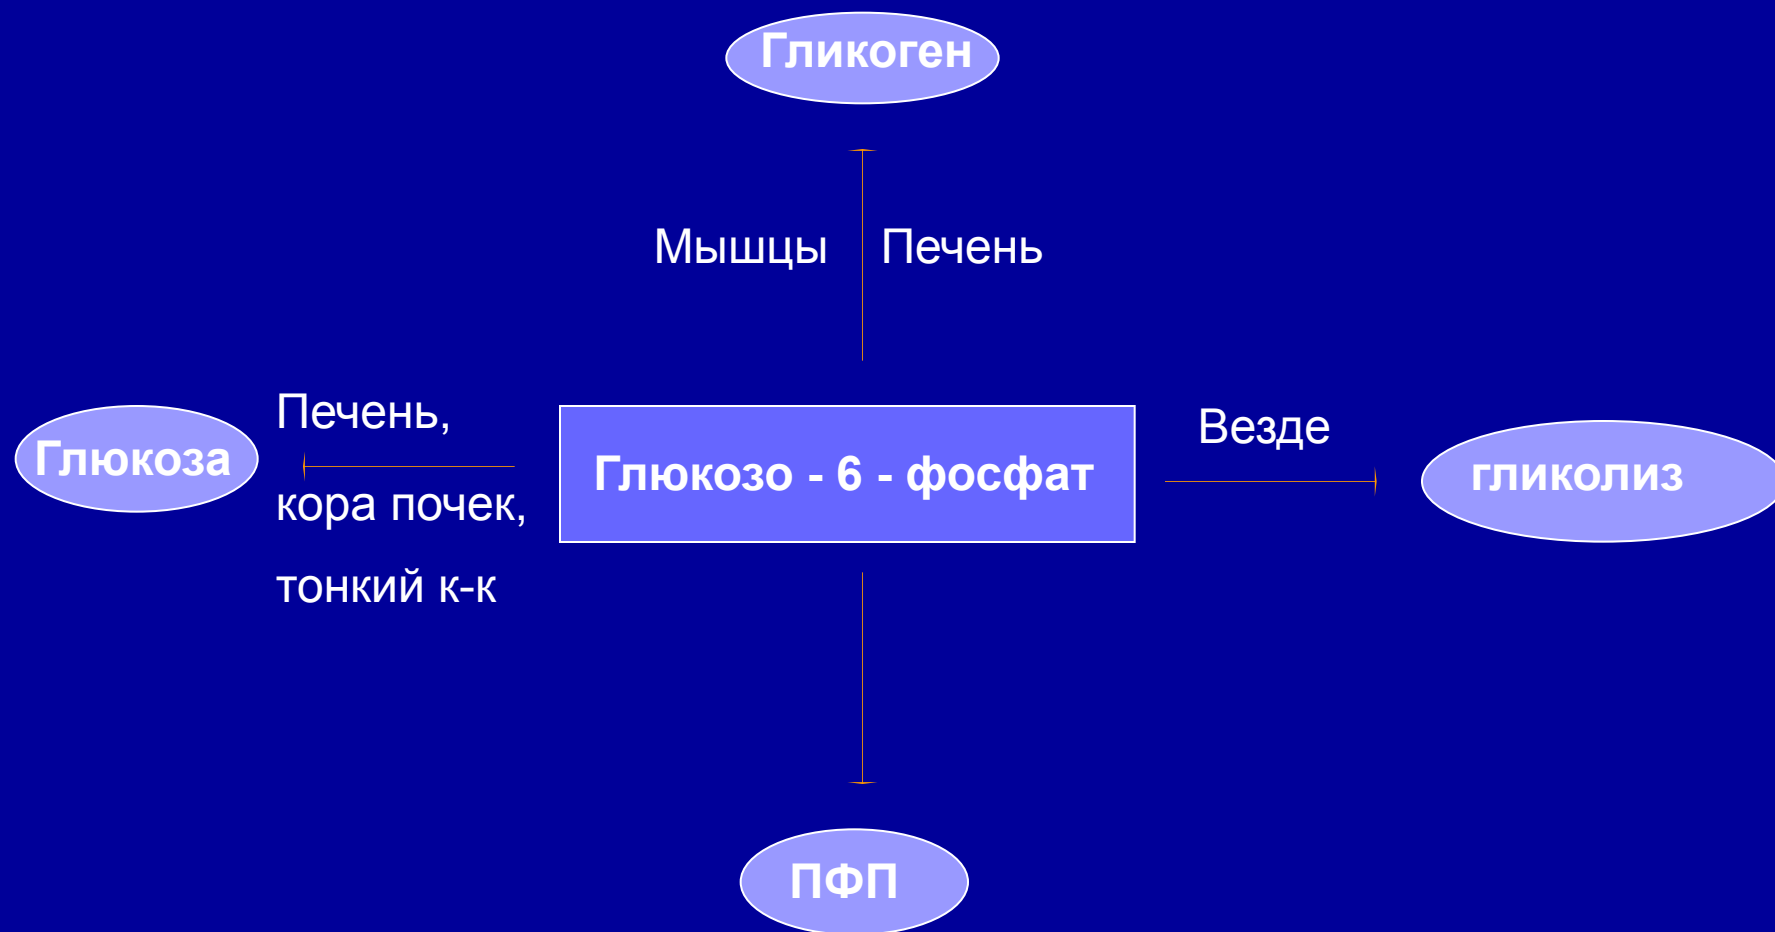 Гликоген
Мышцы Печень
Глюкоза
Печень,
кора почек,
тонкий к-к
Глюкозо - 6 - фосфат
Везде
гликолиз
ПФП